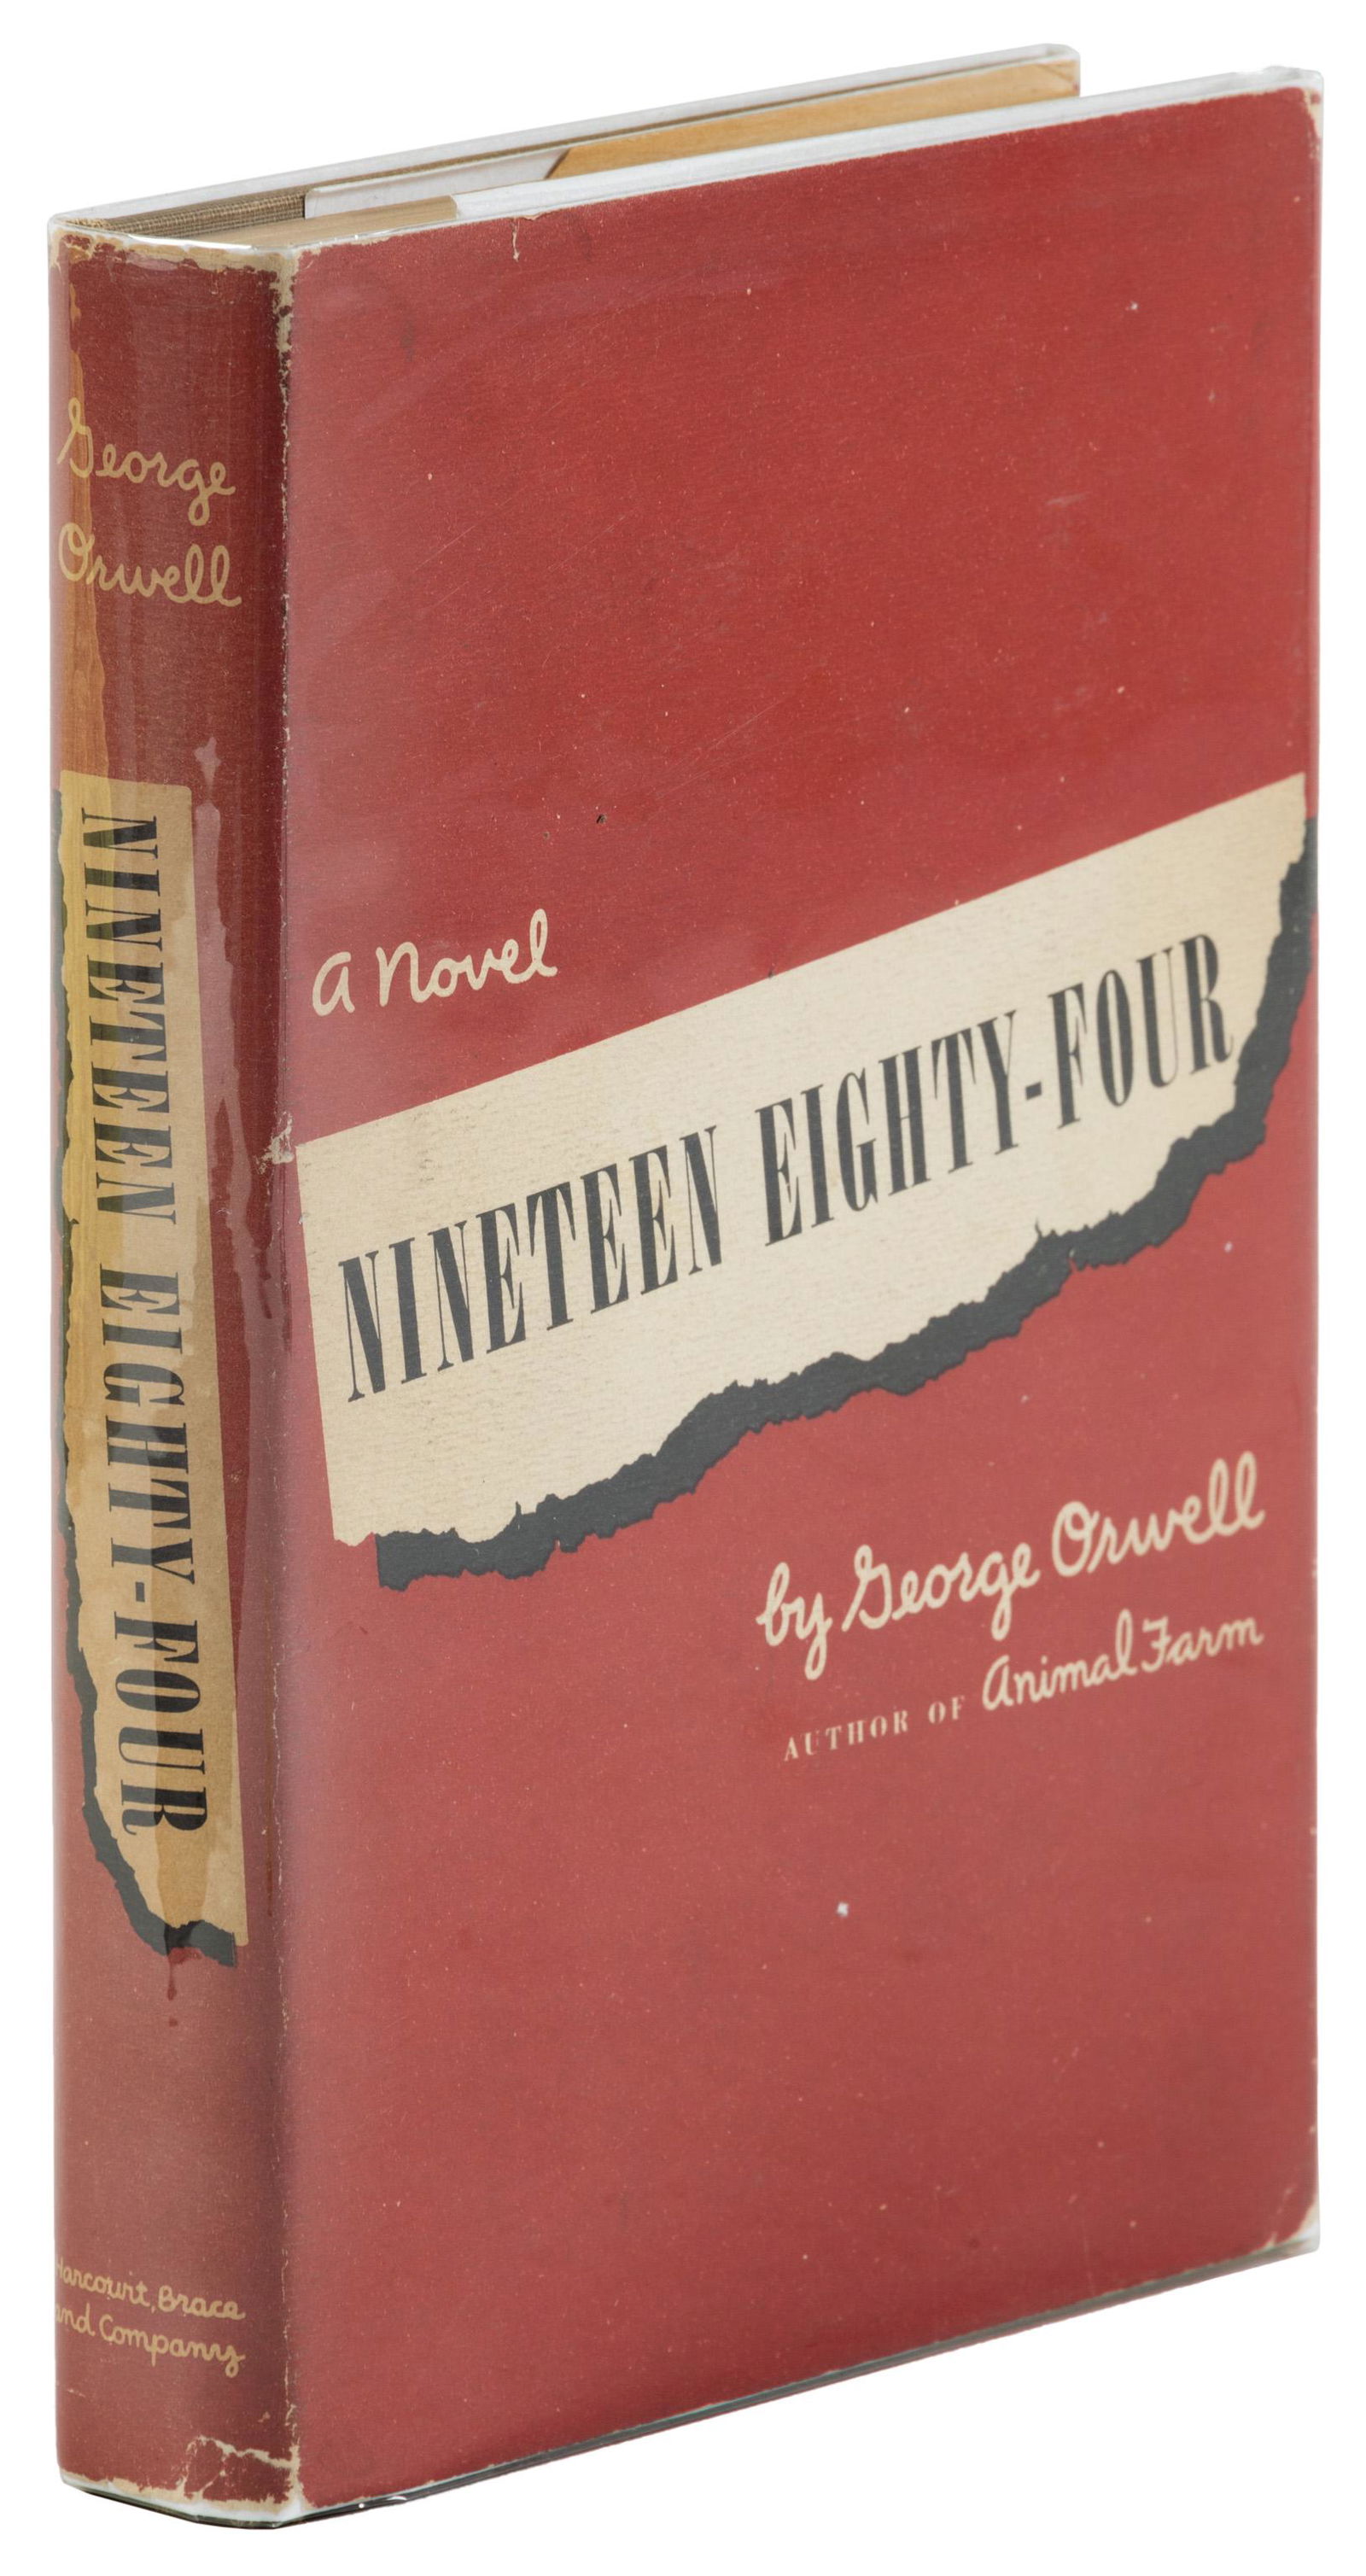 George
Orwell
NINETEEN EIGHTY-FOUR
Harcourt, Brace
and Company
A Novel
NINETEEN EIGHTY-FOUR
by George Orwell
AUTHOR OF Animal Farm